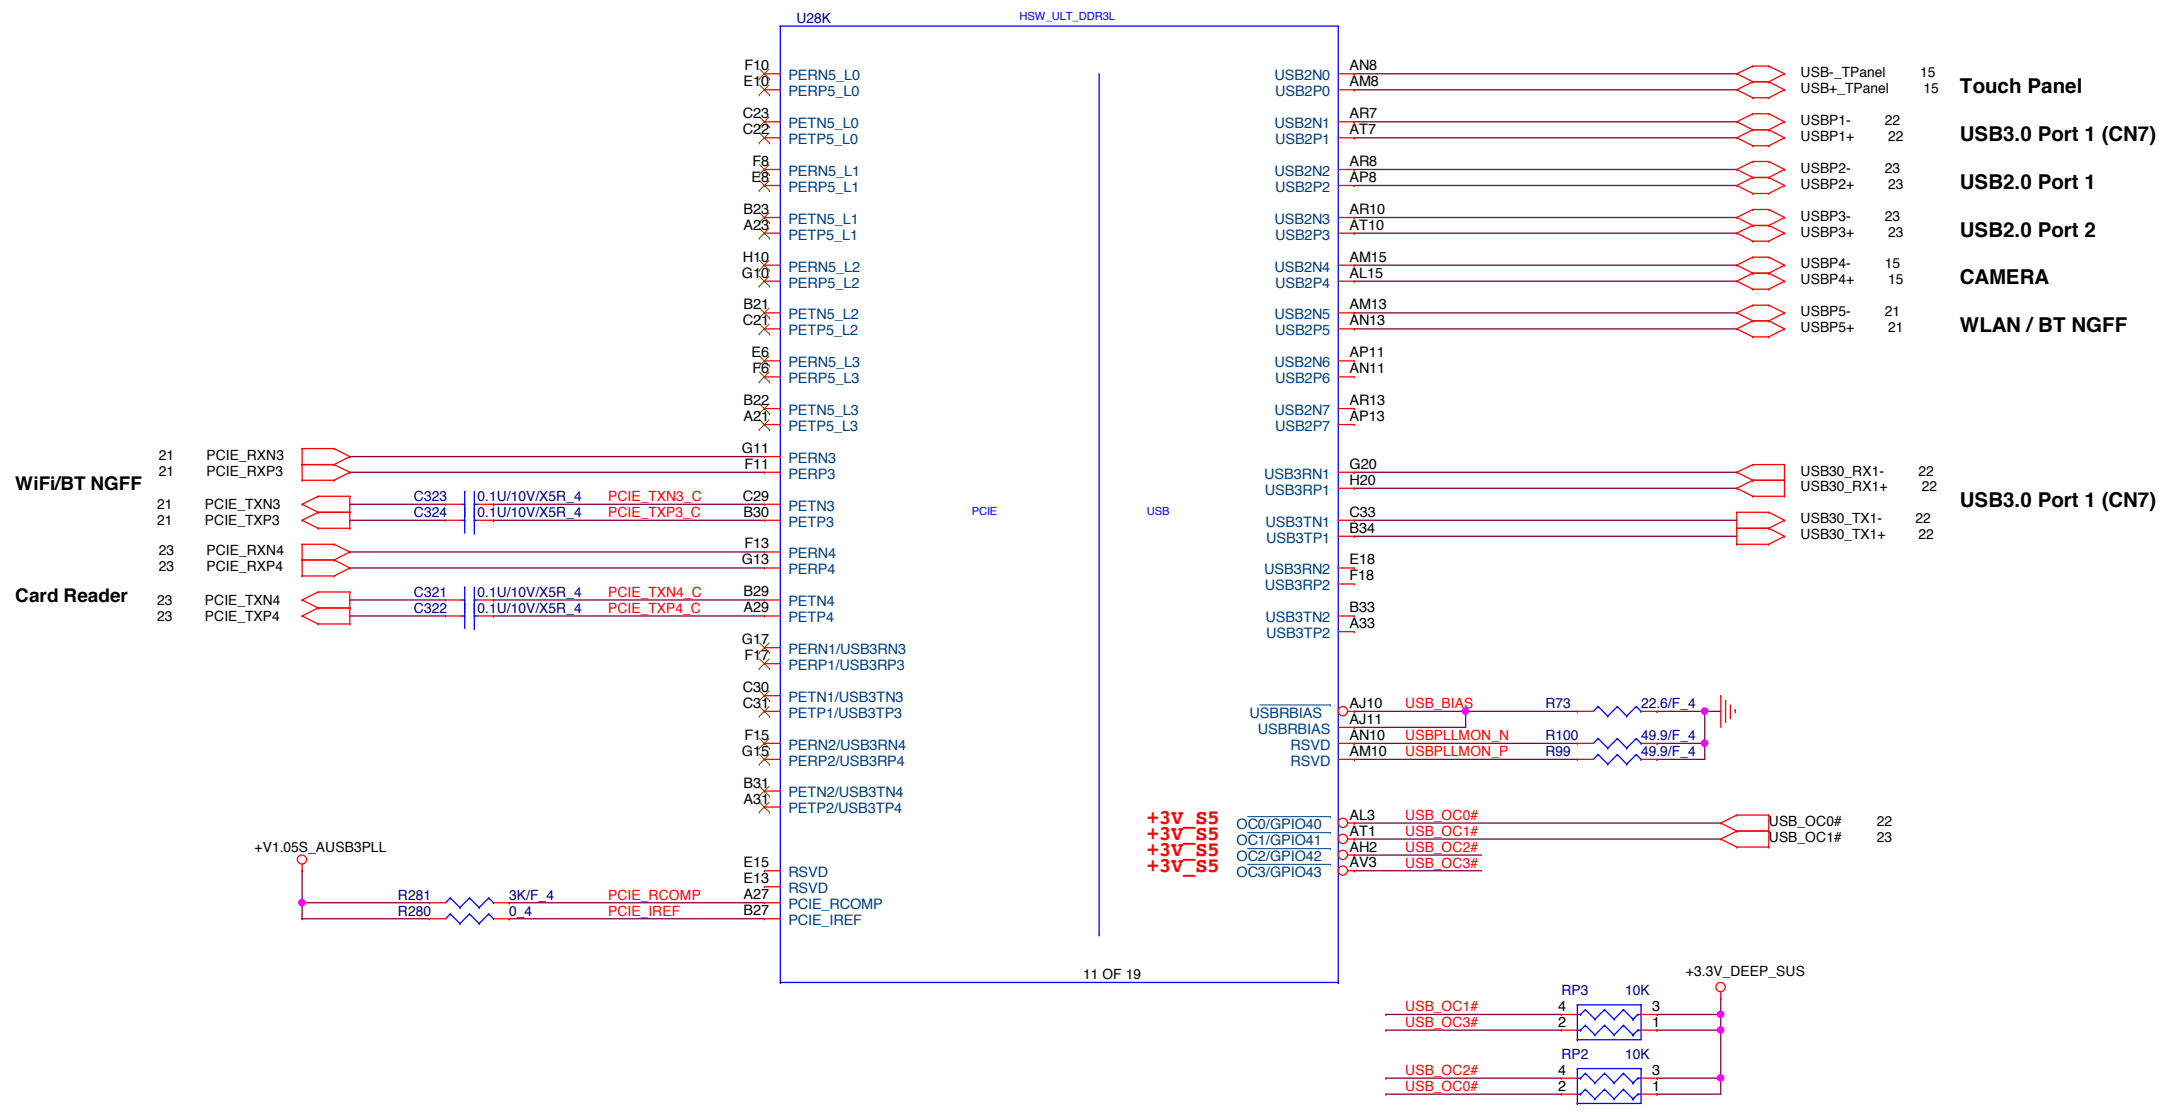 U28K
HSW_ULT_DDR3L
F10 PERN5_L0
E10 PERP5_L0
C23 PETN5_L0
C22 PETP5_L0
F8 PERN5_L1
E8 PERP5_L1
B23 PETN5_L1
A23 PETP5_L1
H10 PERN5_L2
G10 PERP5_L2
B21 PETN5_L2
C21 PETP5_L2
E6 PERN5_L3
F6 PERP5_L3
B22 PETN5_L3
A21 PETP5_L3
WiFi/BT NGFF
21 PCIE_RXN3 G11 PERN3
21 PCIE_RXP3 F11 PERP3
21 PCIE_TXN3 C323 0.1U/10V/X5R_4 PCIE_TXN3_C C29 PETN3
21 PCIE_TXP3 C324 0.1U/10V/X5R_4 PCIE_TXP3_C B30 PETP3
Card Reader
23 PCIE_RXN4 F13 PERN4
23 PCIE_RXP4 G13 PERP4
23 PCIE_TXN4 C321 0.1U/10V/X5R_4 PCIE_TXN4_C B29 PETN4
23 PCIE_TXP4 C322 0.1U/10V/X5R_4 PCIE_TXP4_C A29 PETP4
G17 PERN1/USB3RN3
F17 PERP1/USB3RP3
C30 PETN1/USB3TN3
C31 PETP1/USB3TP3
F15 PERN2/USB3RN4
G15 PERP2/USB3RP4
B31 PETN2/USB3TN4
A31 PETP2/USB3TP4
+V1.05S_AUSB3PLL
E15 RSVD
E13 RSVD
R281 3K/F_4 PCIE_RCOMP A27 PCIE_RCOMP
R280 0_4 PCIE_IREF B27 PCIE_IREF
PCIE
USB
USB2N0 AN8 USB-_TPanel 15
USB2P0 AM8 USB+_TPanel 15
Touch Panel
USB2N1 AR7 USBP1- 22
USB2P1 AT7 USBP1+ 22
USB3.0 Port 1 (CN7)
USB2N2 AR8 USBP2- 23
USB2P2 AP8 USBP2+ 23
USB2.0 Port 1
USB2N3 AR10 USBP3- 23
USB2P3 AT10 USBP3+ 23
USB2.0 Port 2
USB2N4 AM15 USBP4- 15
USB2P4 AL15 USBP4+ 15
CAMERA
USB2N5 AM13 USBP5- 21
USB2P5 AN13 USBP5+ 21
WLAN / BT NGFF
USB2N6 AP11
USB2P6 AN11
USB2N7 AR13
USB2P7 AP13
USB3RN1 G20 USB30_RX1- 22
USB3RP1 H20 USB30_RX1+ 22
USB3.0 Port 1 (CN7)
USB3TN1 C33 USB30_TX1- 22
USB3TP1 B34 USB30_TX1+ 22
USB3RN2 E18
USB3RP2 F18
USB3TN2 B33
USB3TP2 A33
USBRBIAS AJ10 USB_BIAS R73 22.6/F_4
USBRBIAS AJ11
RSVD AN10 USBPLLMON_N R100 49.9/F_4
RSVD AM10 USBPLLMON_P R99 49.9/F_4
+3V_S5 OC0/GPIO40 AL3 USB_OC0# USB_OC0# 22
+3V_S5 OC1/GPIO41 AT1 USB_OC1# USB_OC1# 23
+3V_S5 OC2/GPIO42 AH2 USB_OC2#
+3V_S5 OC3/GPIO43 AV3 USB_OC3#
11 OF 19
+3.3V_DEEP_SUS
RP3 10K
USB_OC1# 4 3
USB_OC3# 2 1
RP2 10K
USB_OC2# 4 3
USB_OC0# 2 1